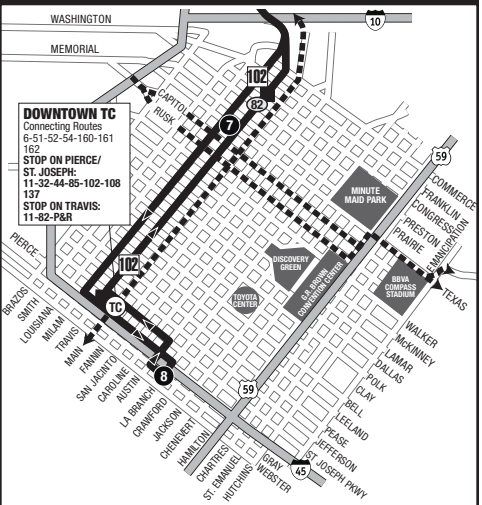 WASHINGTON
10
MEMORIAL
102
CAPITOL
82
RUSK
DOWNTOWN TC
Connecting Routes
6-51-52-54-160-161
162
STOP ON PIERCE/
ST. JOSEPH:
11-32-44-85-102-108
137
STOP ON TRAVIS:
11-82-P&R
7
59
COMMERCE
FRANKLIN
CONGRESS
PRESTON
PRAIRIE
EMANCIPATION
TEXAS
MINUTE
MAID PARK
DISCOVERY
GREEN
G.R. BROWN
CONVENTION CENTER
BBVA
COMPASS
STADIUM
TOYOTA
CENTER
102
TC
PIERCE
BRAZOS
SMITH
LOUISIANA
MILAM
TRAVIS
MAIN
FANNIN
SAN JACINTO
CAROLINE
AUSTIN
LA BRANCH
CRAWFORD
JACKSON
CHENEVERT
HAMILTON
CHARTRES
ST. EMANUEL
HUTCHINS
8
59
WALKER
McKINNEY
LAMAR
DALLAS
POLK
CLAY
BELL
LEELAND
PEASE
JEFFERSON
ST JOSEPH PKWY
GRAY
WEBSTER
45